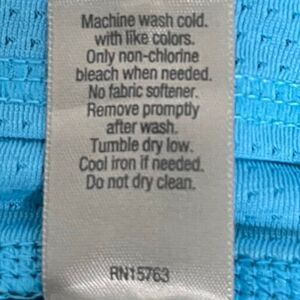 Machine wash cold.
with like colors.
Only non-chlorine
bleach when needed.
No fabric softener.
Remove promptly
after wash.
Tumble dry low.
Cool iron if needed.
Do not dry clean.
RN15763